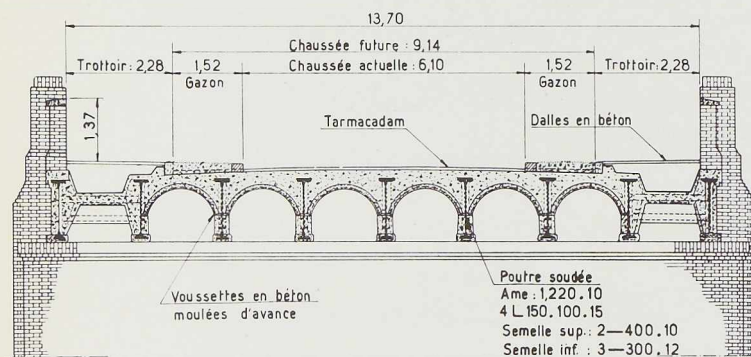 13,70
Chaussée future : 9,14
Trottoir: 2,28
1,52
Chaussée actuelle : 6,10
1,52
Trottoir: 2,28
Gazon
Gazon
1,37
Tarmacadam
Dalles en béton
Voussettes en béton
moulées d'avance
Poutre soudée
Ame : 1,220.10
4 L 150.100.15
Semelle sup.: 2—400.10
Semelle inf. : 3—300.12